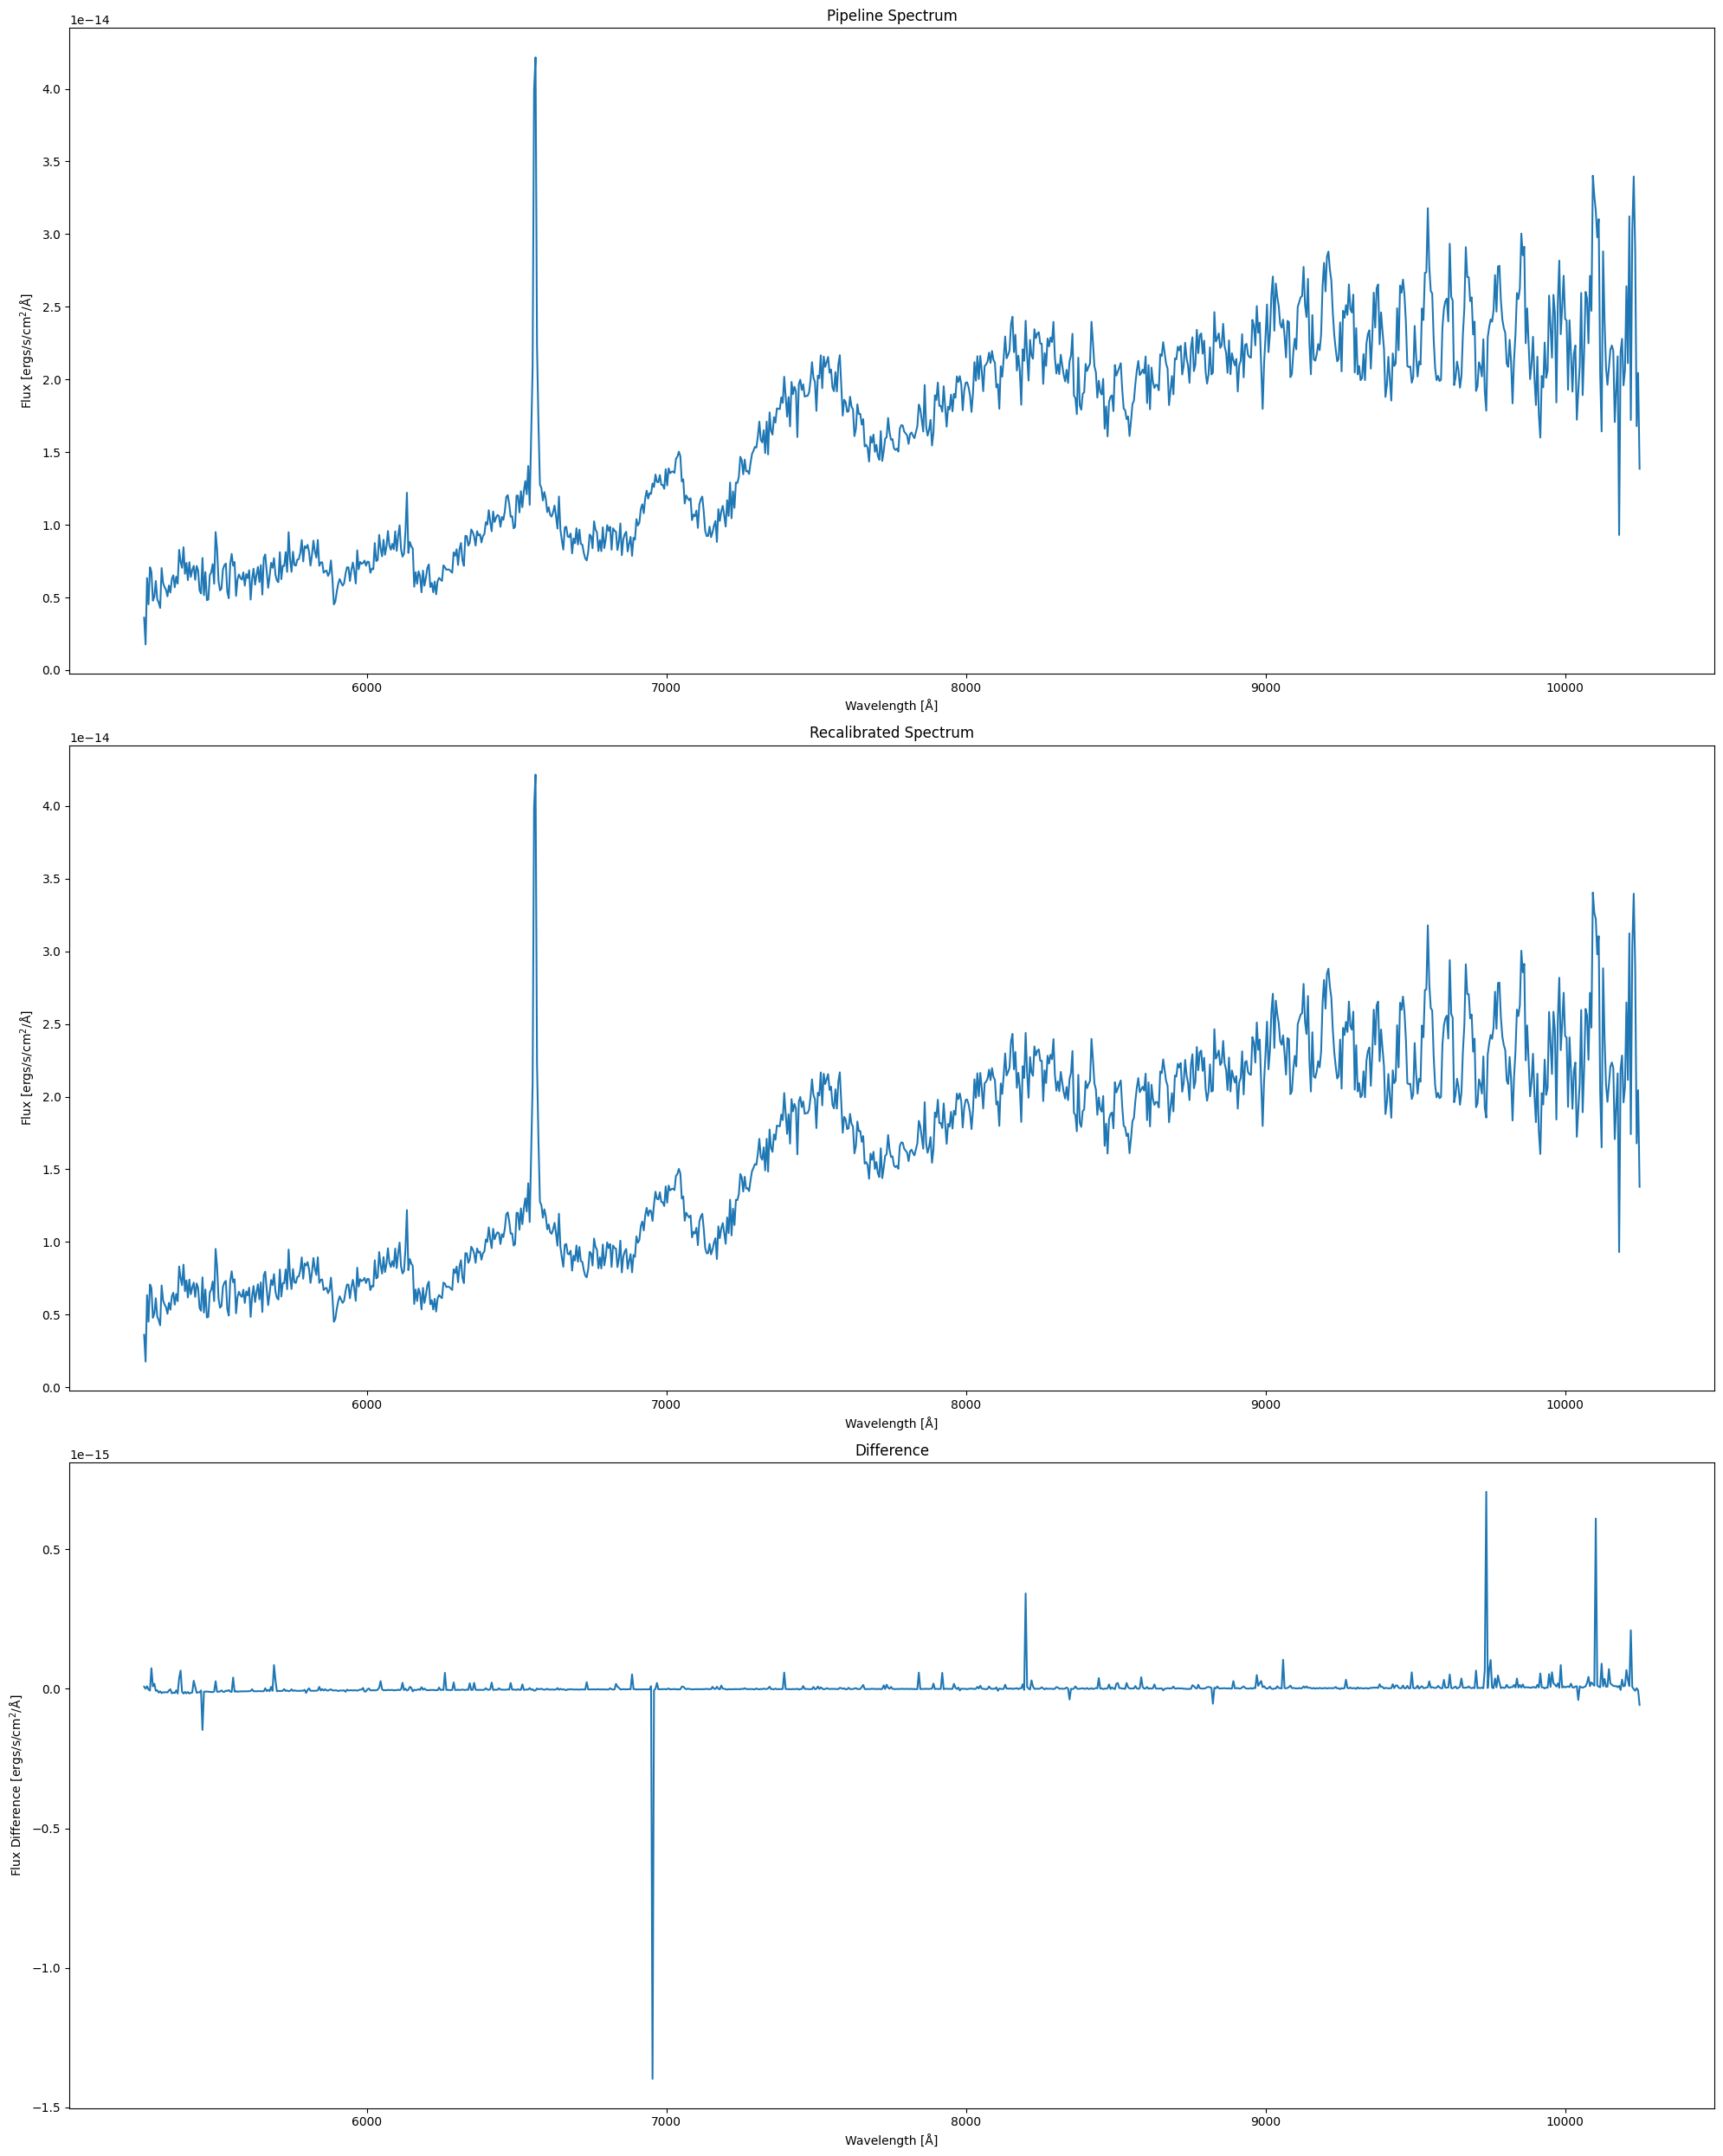 Pipeline Spectrum
1e−14
4.0
3.5
3.0
2.5
2.0
1.5
1.0
0.5
0.0
Flux [ergs/s/cm²/Å]
6000 7000 8000 9000 10000
Wavelength [Å]
Recalibrated Spectrum
1e−14
4.0
3.5
3.0
2.5
2.0
1.5
1.0
0.5
0.0
Flux [ergs/s/cm²/Å]
6000 7000 8000 9000 10000
Wavelength [Å]
Difference
1e−15
0.5
0.0
−0.5
−1.0
−1.5
Flux Difference [ergs/s/cm²/Å]
6000 7000 8000 9000 10000
Wavelength [Å]